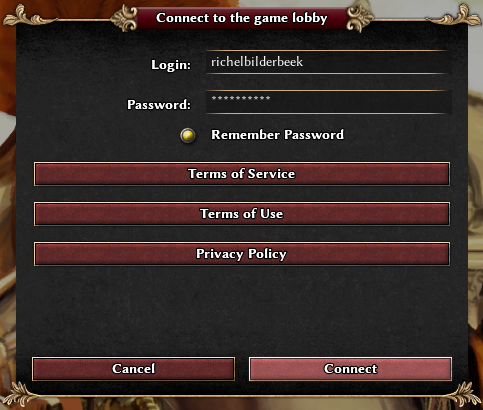 Connect to the game lobby
Login: richelbilderbeek
Password: **********
Remember Password
Terms of Service
Terms of Use
Privacy Policy
Cancel Connect